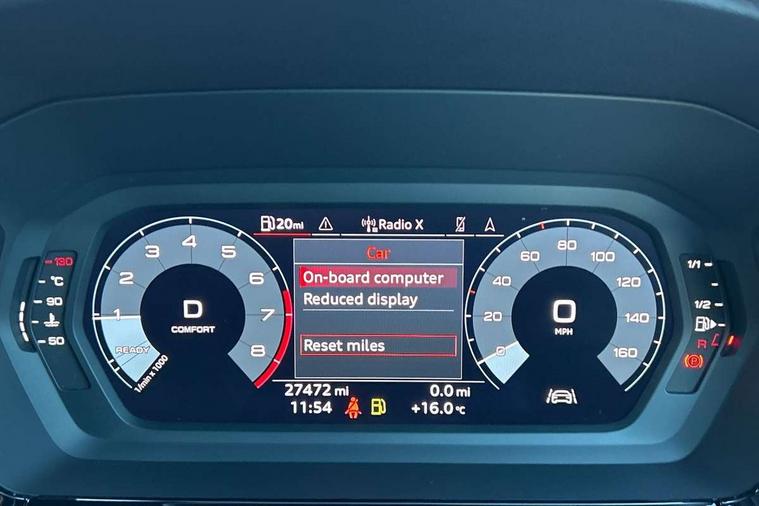 20mi
Radio X
Car
On-board computer
Reduced display
Reset miles
1 2 3 4 5 6 7 8
READY
1/min x 1000
D
COMFORT
0 20 40 60 80 100 120 140 160
0
MPH
130
°C
90
50
1/1
1/2
R
(P)
27472 mi
0.0 mi
11:54
+16.0°C